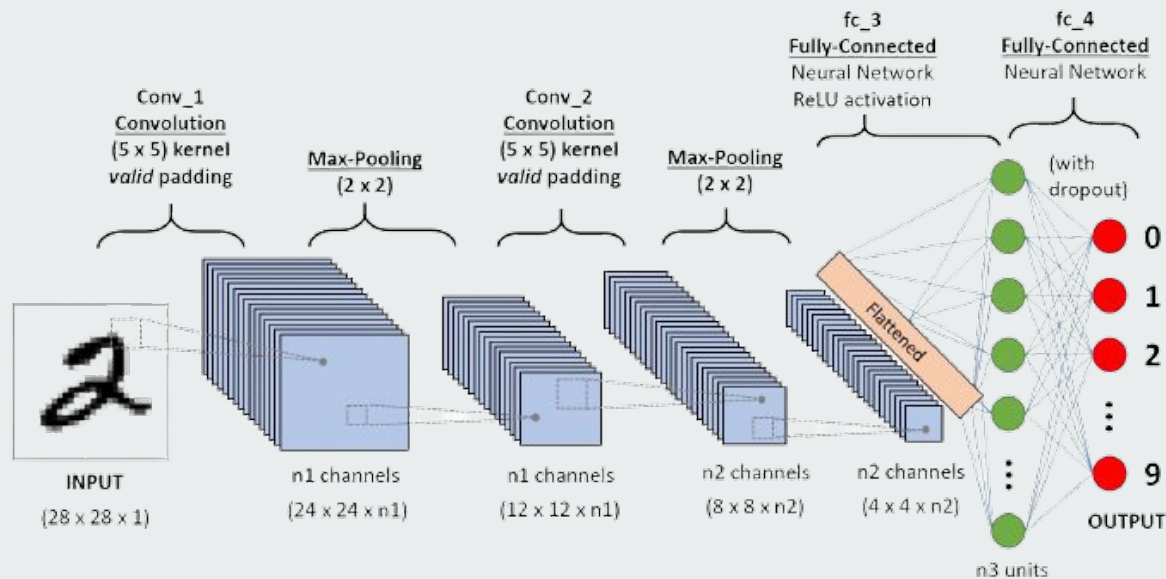 fc_3
Fully-Connected
Neural Network
ReLU activation
fc_4
Fully-Connected
Neural Network
Conv_1
Convolution
(5 x 5) kernel
valid padding
Max-Pooling
(2 x 2)
Conv_2
Convolution
(5 x 5) kernel
valid padding
Max-Pooling
(2 x 2)
(with
dropout)
Flattened
0
1
2
9
INPUT
(28 x 28 x 1)
n1 channels
(24 x 24 x n1)
n1 channels
(12 x 12 x n1)
n2 channels
(8 x 8 x n2)
n2 channels
(4 x 4 x n2)
OUTPUT
n3 units